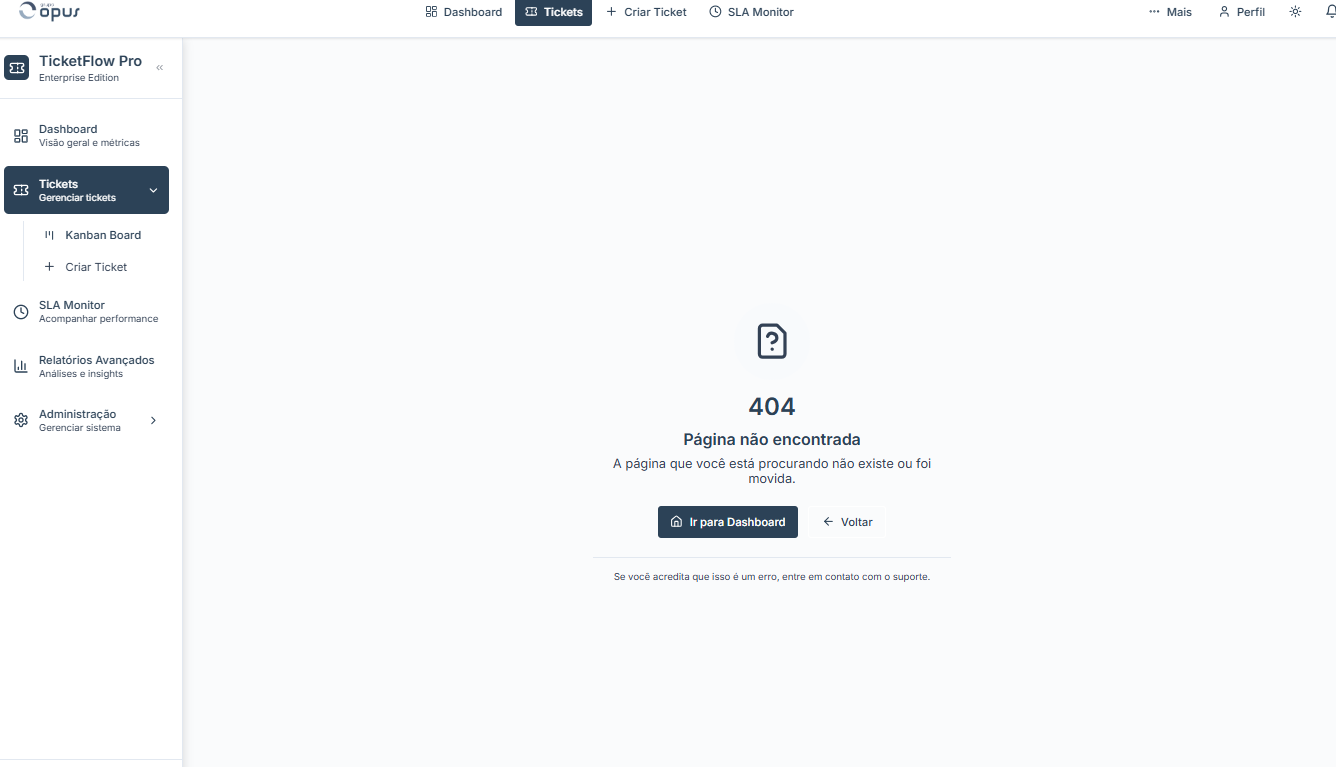 grupo
opus
Dashboard
Tickets
Criar Ticket
SLA Monitor
Mais
Perfil
TicketFlow Pro
Enterprise Edition
Dashboard
Visão geral e métricas
Tickets
Gerenciar tickets
Kanban Board
Criar Ticket
SLA Monitor
Acompanhar performance
Relatórios Avançados
Análises e insights
Administração
Gerenciar sistema
404
Página não encontrada
A página que você está procurando não existe ou foi
movida.
Ir para Dashboard
Voltar
Se você acredita que isso é um erro, entre em contato com o suporte.